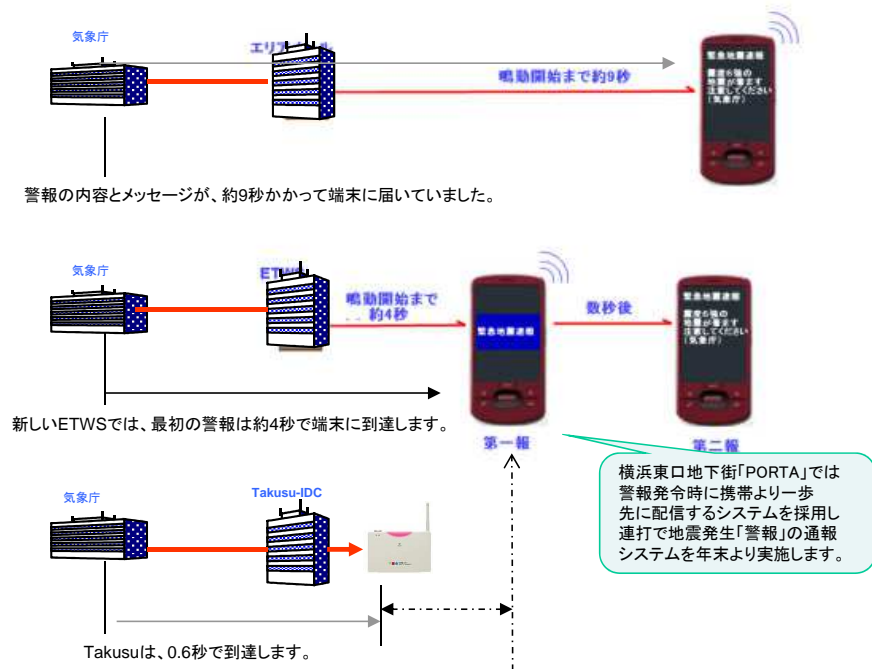 気象庁
鳴動開始まで約9秒
緊急地震速報
震度6強の
地震が着ます
注意してください
(気象庁)
警報の内容とメッセージが、約9秒かかって端末に届いていました。
気象庁
ETWS
鳴動開始まで
約4秒
緊急地震速報
数秒後
緊急地震速報
震度6強の
地震が着ます
注意してください
(気象庁)
新しいETWSでは、最初の警報は約4秒で端末に到達します。
第一報
第二報
横浜東口地下街「PORTA」では
警報発令時に携帯より一歩
先に配信するシステムを採用し
連打で地震発生「警報」の通報
システムを年末より実施します。
気象庁
Takusu-IDC
Takusuは、0.6秒で到達します。